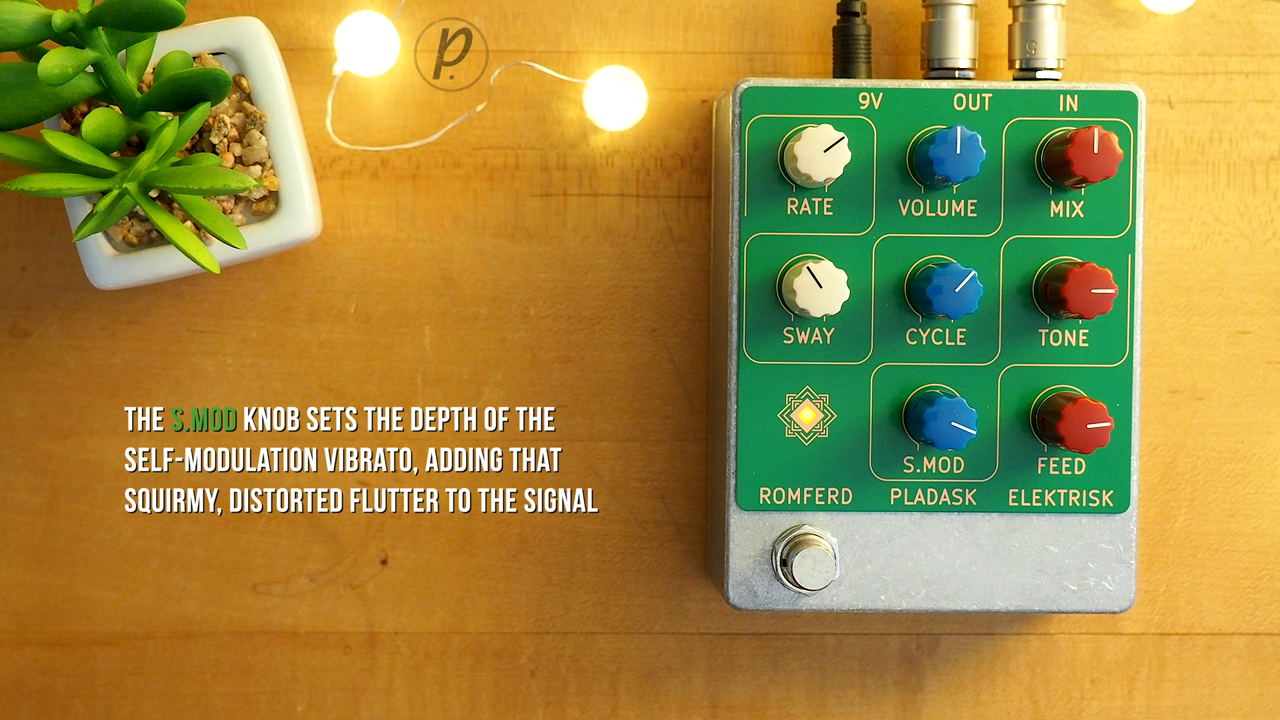 p.
9V OUT IN
RATE VOLUME MIX
SWAY CYCLE TONE
S.MOD FEED
ROMFERD PLADASK ELEKTRISK
THE S.MOD KNOB SETS THE DEPTH OF THE
SELF-MODULATION VIBRATO, ADDING THAT
SQUIRMY, DISTORTED FLUTTER TO THE SIGNAL